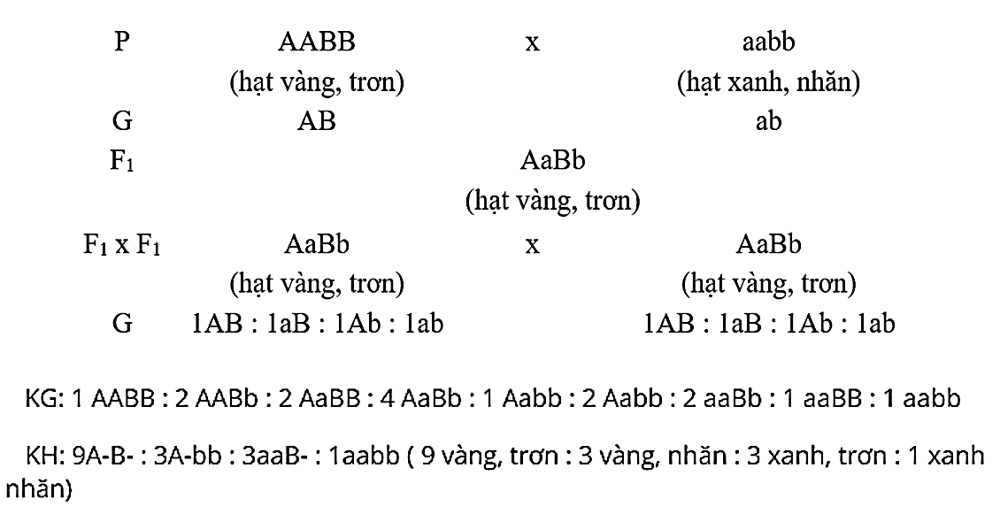 P AABB x aabb
(hạt vàng, trơn) (hạt xanh, nhăn)
G AB ab
F₁ AaBb
(hạt vàng, trơn)
F₁ x F₁ AaBb x AaBb
(hạt vàng, trơn) (hạt vàng, trơn)
G 1AB : 1aB : 1Ab : 1ab 1AB : 1aB : 1Ab : 1ab
KG: 1 AABB : 2 AABb : 2 AaBB : 4 AaBb : 1 Aabb : 2 Aabb : 2 aaBb : 1 aaBB : 1 aabb
KH: 9A-B- : 3A-bb : 3aaB- : 1aabb ( 9 vàng, trơn : 3 vàng, nhăn : 3 xanh, trơn : 1 xanh
nhăn)